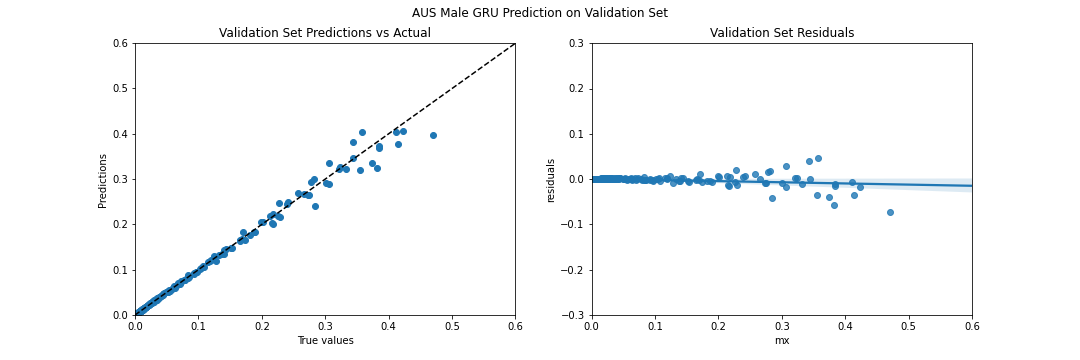 AUS Male GRU Prediction on Validation Set
Validation Set Predictions vs Actual
0.6
0.5
0.4
0.3
0.2
0.1
0.0
Predictions
0.0 0.1 0.2 0.3 0.4 0.5 0.6
True values
Validation Set Residuals
0.3
0.2
0.1
0.0
−0.1
−0.2
−0.3
residuals
0.0 0.1 0.2 0.3 0.4 0.5 0.6
mx